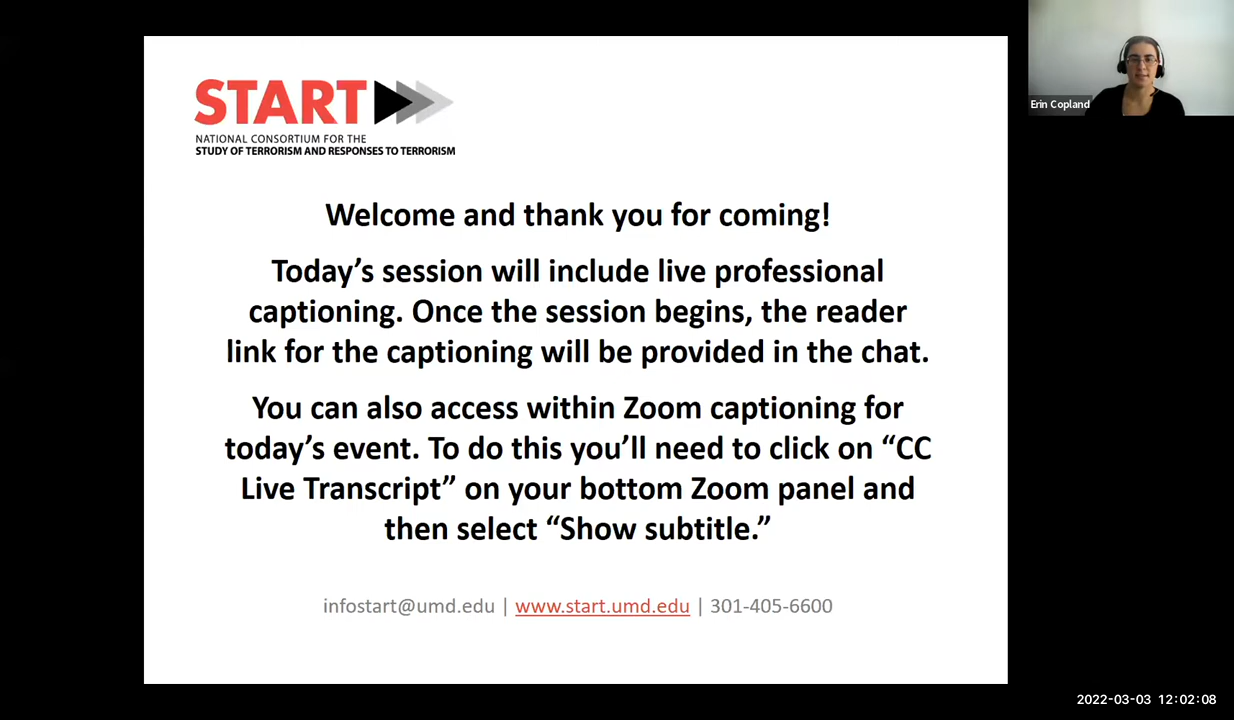 START
NATIONAL CONSORTIUM FOR THE
STUDY OF TERRORISM AND RESPONSES TO TERRORISM
Welcome and thank you for coming!
Today’s session will include live professional
captioning. Once the session begins, the reader
link for the captioning will be provided in the chat.
You can also access within Zoom captioning for
today’s event. To do this you’ll need to click on “CC
Live Transcript” on your bottom Zoom panel and
then select “Show subtitle.”
infostart@umd.edu | www.start.umd.edu | 301-405-6600
Erin Copland
2022-03-03 12:02:08